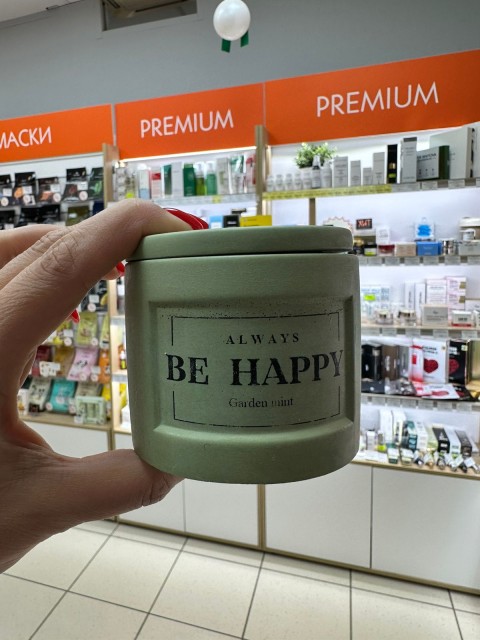 МАСКИ
PREMIUM
PREMIUM
ALWAYS
BE HAPPY
Garden mint